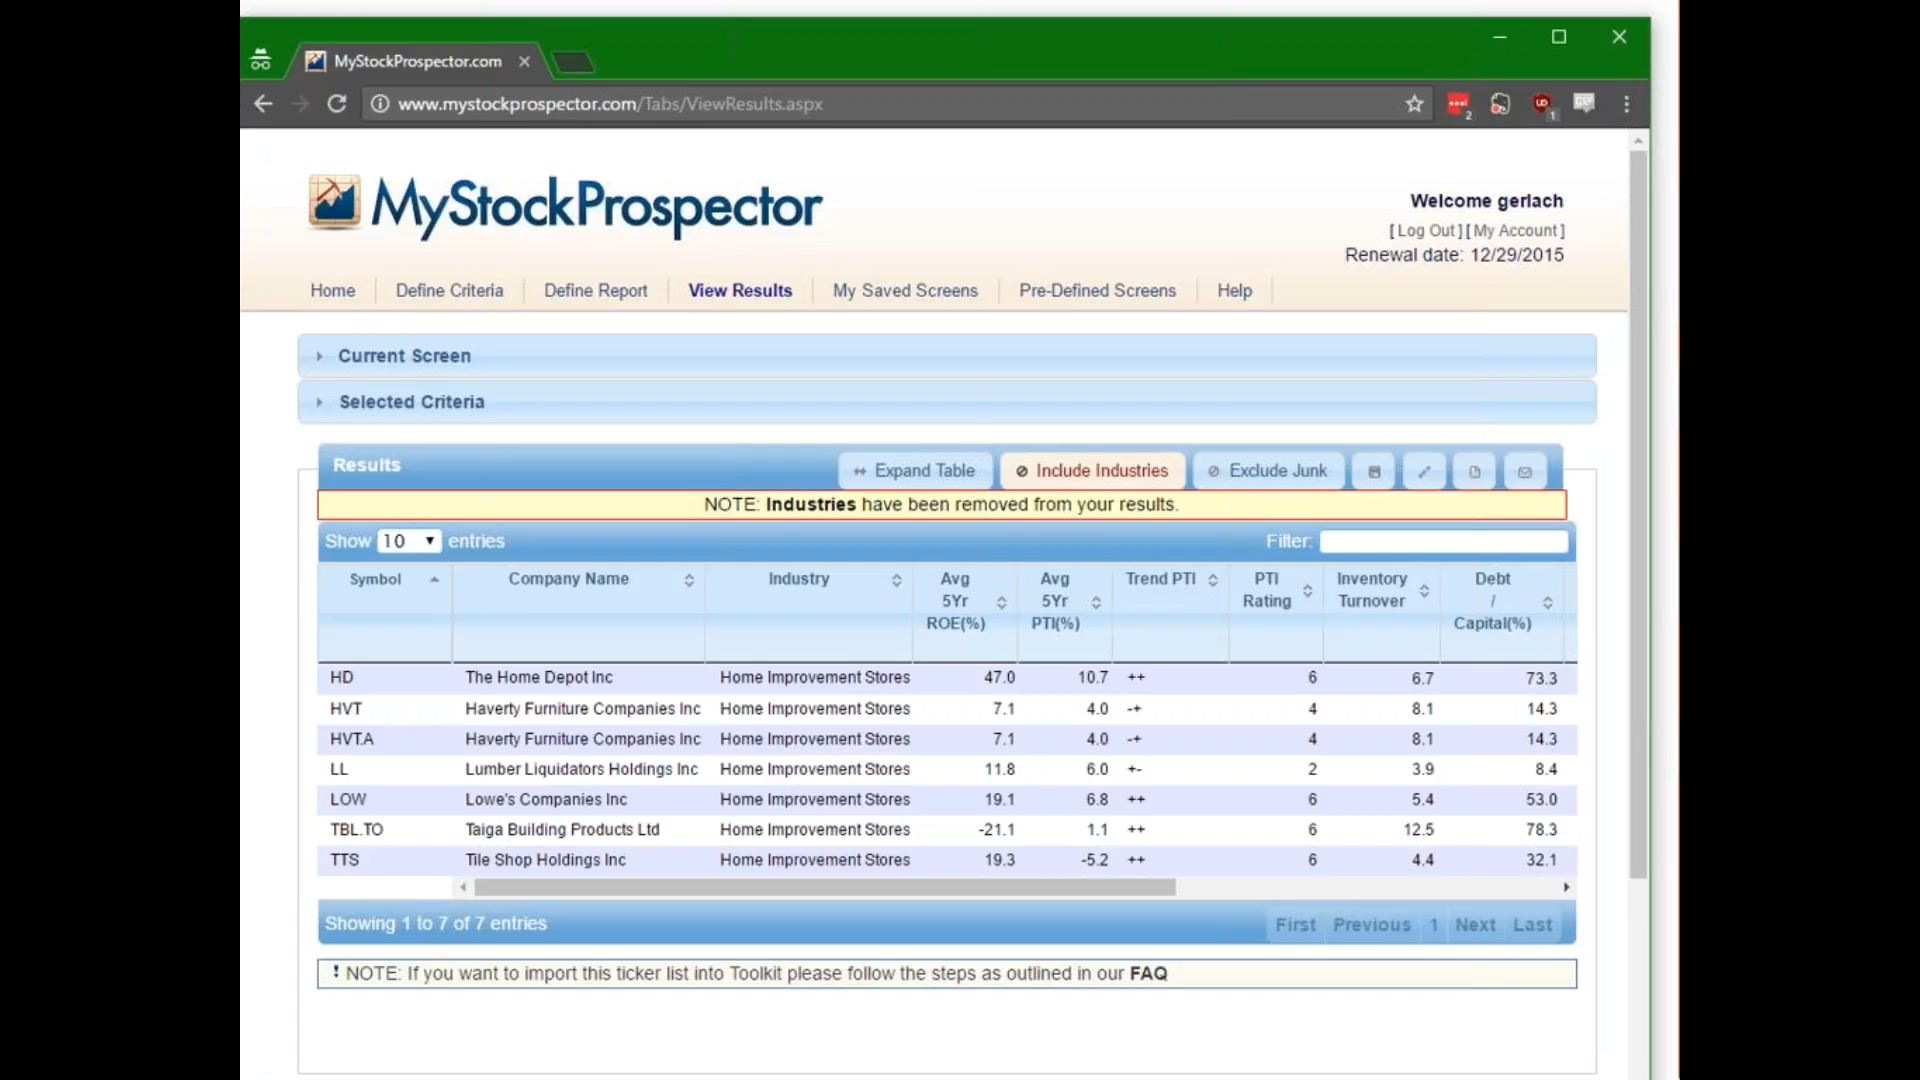 MyStockProspector.com
www.mystockprospector.com/Tabs/ViewResults.aspx
2
1
MyStockProspector
Welcome gerlach
[ Log Out ] [ My Account ]
Renewal date: 12/29/2015
Home Define Criteria Define Report View Results My Saved Screens Pre-Defined Screens Help
Current Screen
Selected Criteria
Results Expand Table Include Industries Exclude Junk
NOTE: Industries have been removed from your results.
Show 10 entries Filter:
Symbol Company Name Industry Avg 5Yr ROE(%) Avg 5Yr PTI(%) Trend PTI PTI Rating Inventory Turnover Debt / Capital(%)
HD The Home Depot Inc Home Improvement Stores 47.0 10.7 ++ 6 6.7 73.3
HVT Haverty Furniture Companies Inc Home Improvement Stores 7.1 4.0 -+ 4 8.1 14.3
HVT.A Haverty Furniture Companies Inc Home Improvement Stores 7.1 4.0 -+ 4 8.1 14.3
LL Lumber Liquidators Holdings Inc Home Improvement Stores 11.8 6.0 +- 2 3.9 8.4
LOW Lowe's Companies Inc Home Improvement Stores 19.1 6.8 ++ 6 5.4 53.0
TBL.TO Taiga Building Products Ltd Home Improvement Stores -21.1 1.1 ++ 6 12.5 78.3
TTS Tile Shop Holdings Inc Home Improvement Stores 19.3 -5.2 ++ 6 4.4 32.1
Showing 1 to 7 of 7 entries First Previous 1 Next Last
! NOTE: If you want to import this ticker list into Toolkit please follow the steps as outlined in our FAQ